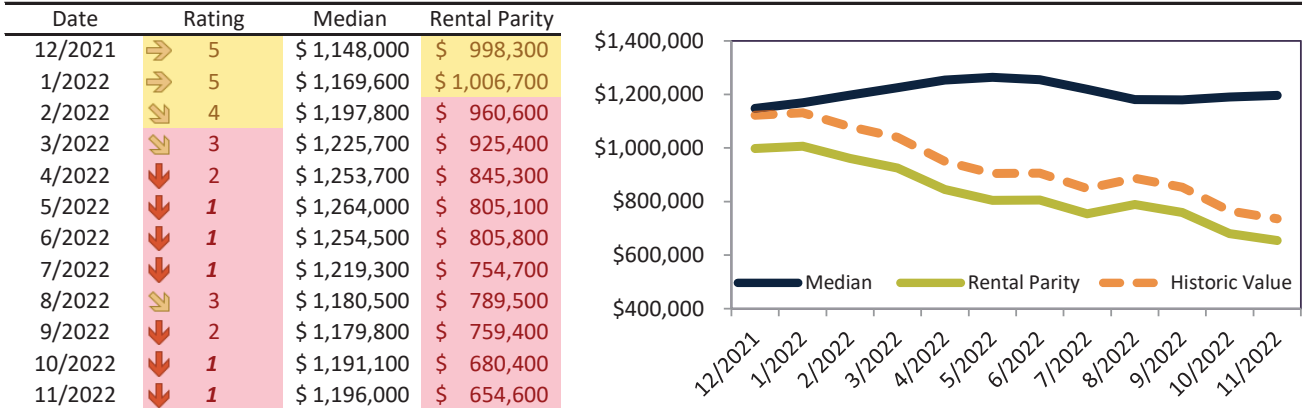 Date Rating Median Rental Parity
12/2021 5 $ 1,148,000 $ 998,300
1/2022 5 $ 1,169,600 $ 1,006,700
2/2022 4 $ 1,197,800 $ 960,600
3/2022 3 $ 1,225,700 $ 925,400
4/2022 2 $ 1,253,700 $ 845,300
5/2022 1 $ 1,264,000 $ 805,100
6/2022 1 $ 1,254,500 $ 805,800
7/2022 1 $ 1,219,300 $ 754,700
8/2022 3 $ 1,180,500 $ 789,500
9/2022 2 $ 1,179,800 $ 759,400
10/2022 1 $ 1,191,100 $ 680,400
11/2022 1 $ 1,196,000 $ 654,600
$1,400,000
$1,200,000
$1,000,000
$800,000
$600,000
$400,000
Median Rental Parity Historic Value
12/2021 1/2022 2/2022 3/2022 4/2022 5/2022 6/2022 7/2022 8/2022 9/2022 10/2022 11/2022